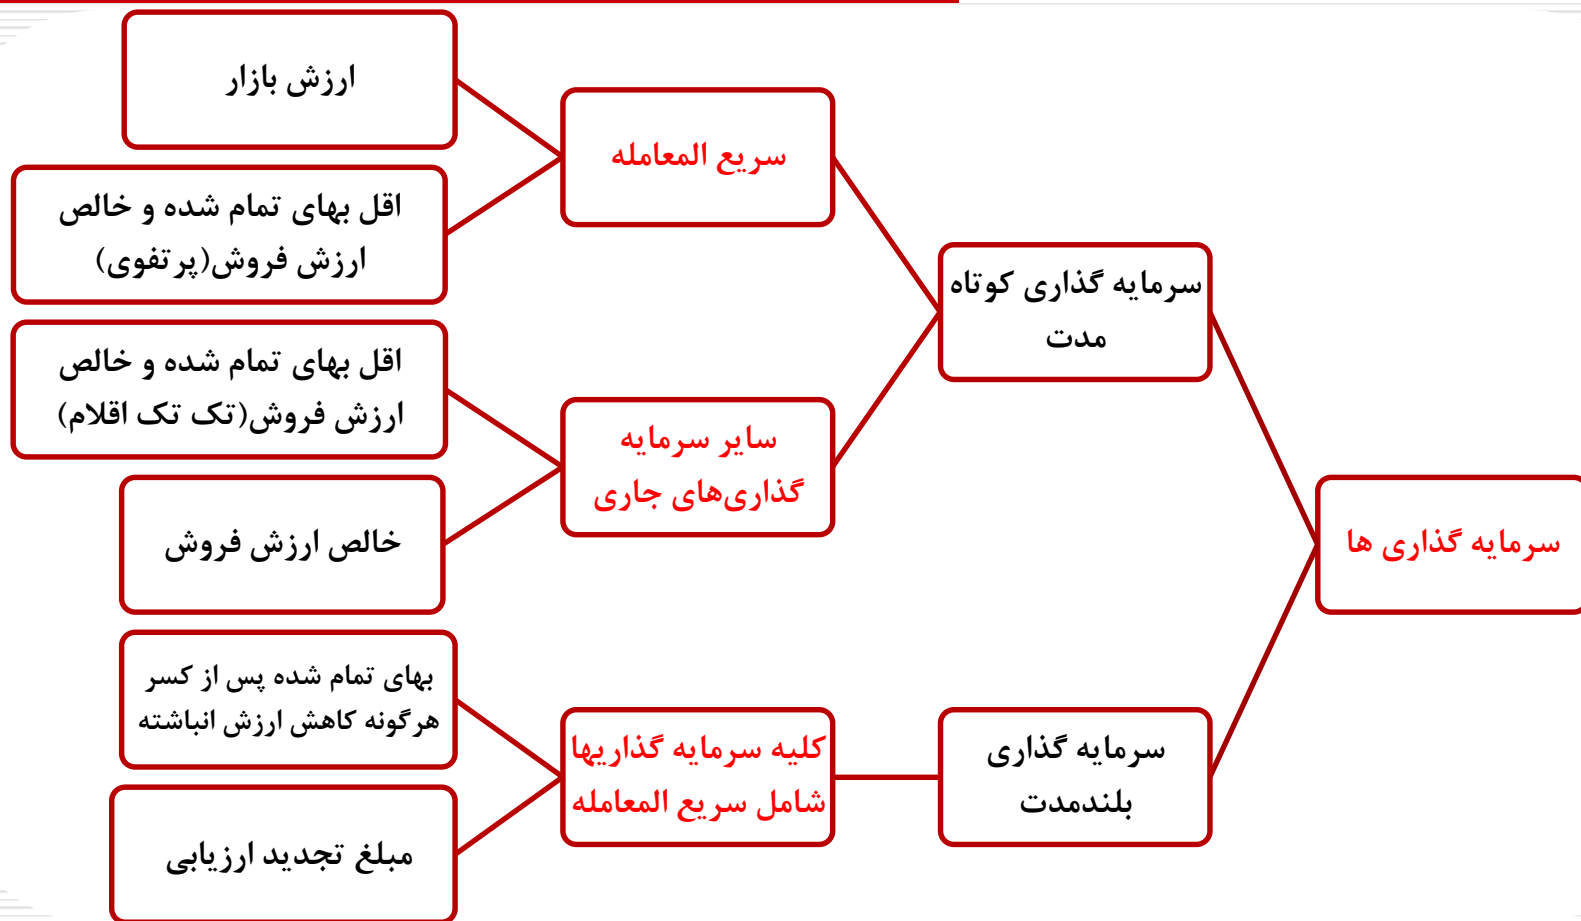 سرمایه گذاری ها
سرمایه گذاری کوتاه
مدت
سریع المعامله
ارزش بازار
اقل بهای تمام شده و خالص
ارزش فروش(پرتفوی)
سایر سرمایه
گذاری‌های جاری
اقل بهای تمام شده و خالص
ارزش فروش(تک تک اقلام)
خالص ارزش فروش
سرمایه گذاری
بلندمدت
کلیه سرمایه گذاریها
شامل سریع المعامله
بهای تمام شده پس از کسر
هرگونه کاهش ارزش انباشته
مبلغ تجدید ارزیابی